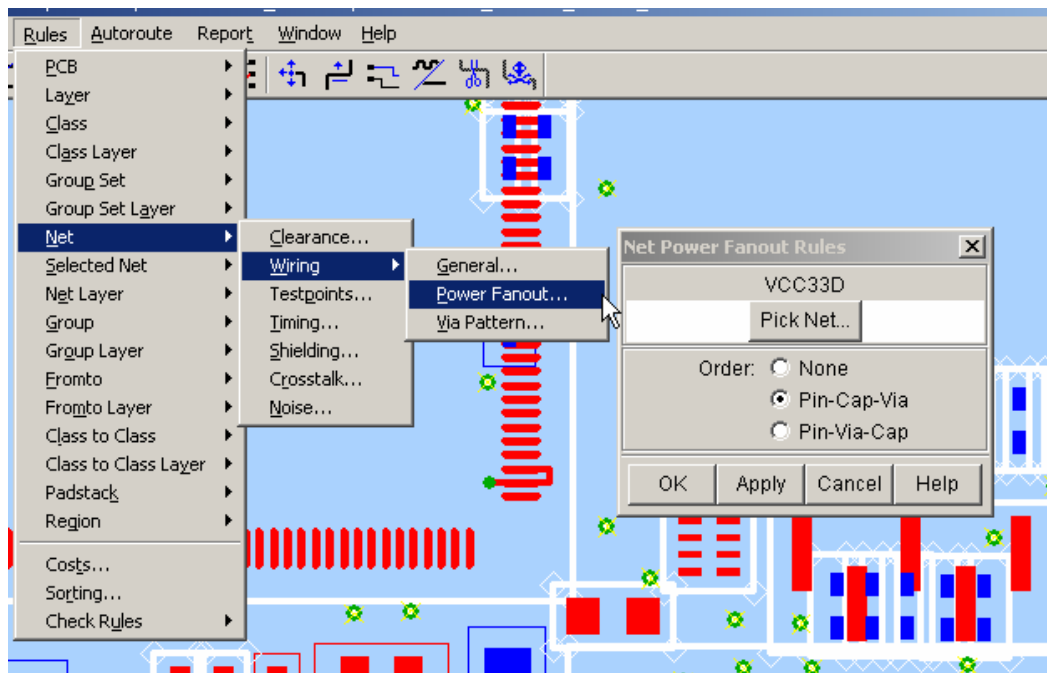 Rules Autoroute Report Window Help
PCB
Layer
Class
Class Layer
Group Set
Group Set Layer
Net
Selected Net
Net Layer
Group
Group Layer
Fromto
Fromto Layer
Class to Class
Class to Class Layer
Padstack
Region
Costs...
Sorting...
Check Rules
Clearance...
Wiring
Testpoints...
Timing...
Shielding...
Crosstalk...
Noise...
General...
Power Fanout...
Via Pattern...
Net Power Fanout Rules
VCC33D
Pick Net...
Order: None
Pin-Cap-Via
Pin-Via-Cap
OK Apply Cancel Help